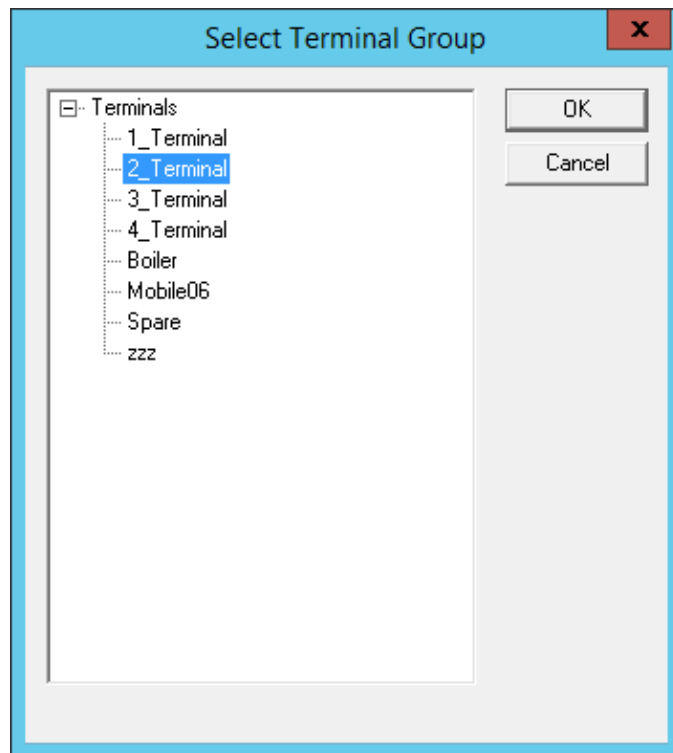 Select Terminal Group
x
Terminals
OK
1_Terminal
2_Terminal
Cancel
3_Terminal
4_Terminal
Boiler
Mobile06
Spare
zzz